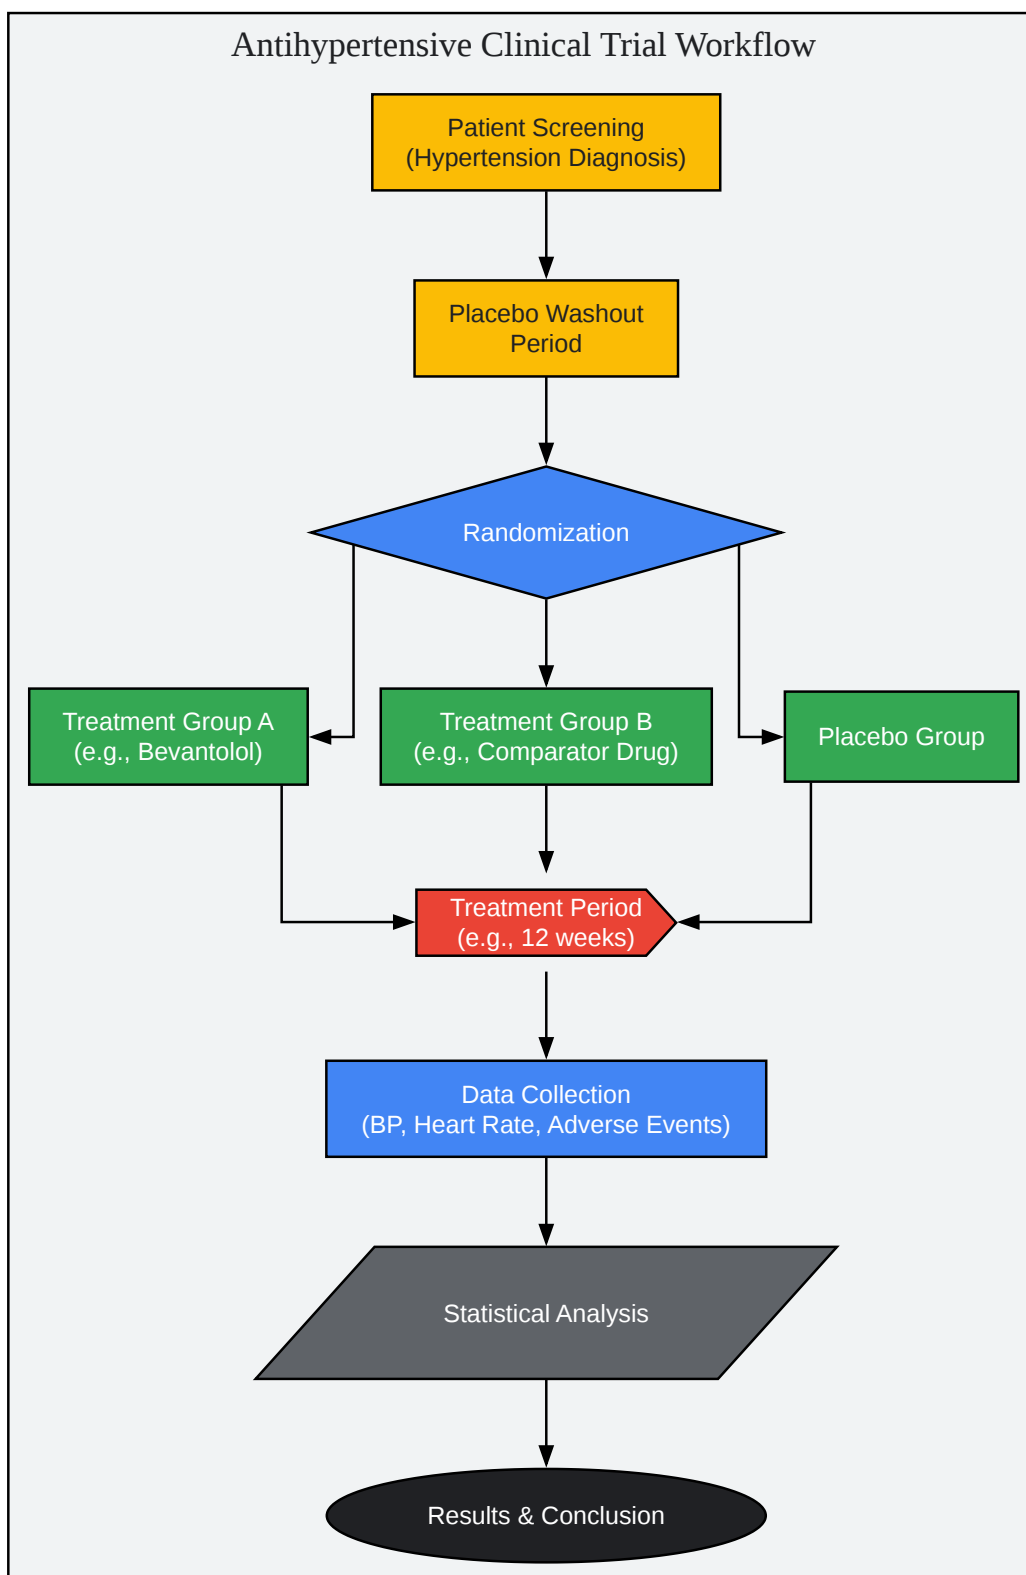 Antihypertensive Clinical Trial Workflow
Patient Screening
(Hypertension Diagnosis)
Placebo Washout
Period
Randomization
Treatment Group A
(e.g., Bevantolol)
Treatment Group B
(e.g., Comparator Drug)
Placebo Group
Treatment Period
(e.g., 12 weeks)
Data Collection
(BP, Heart Rate, Adverse Events)
Statistical Analysis
Results & Conclusion